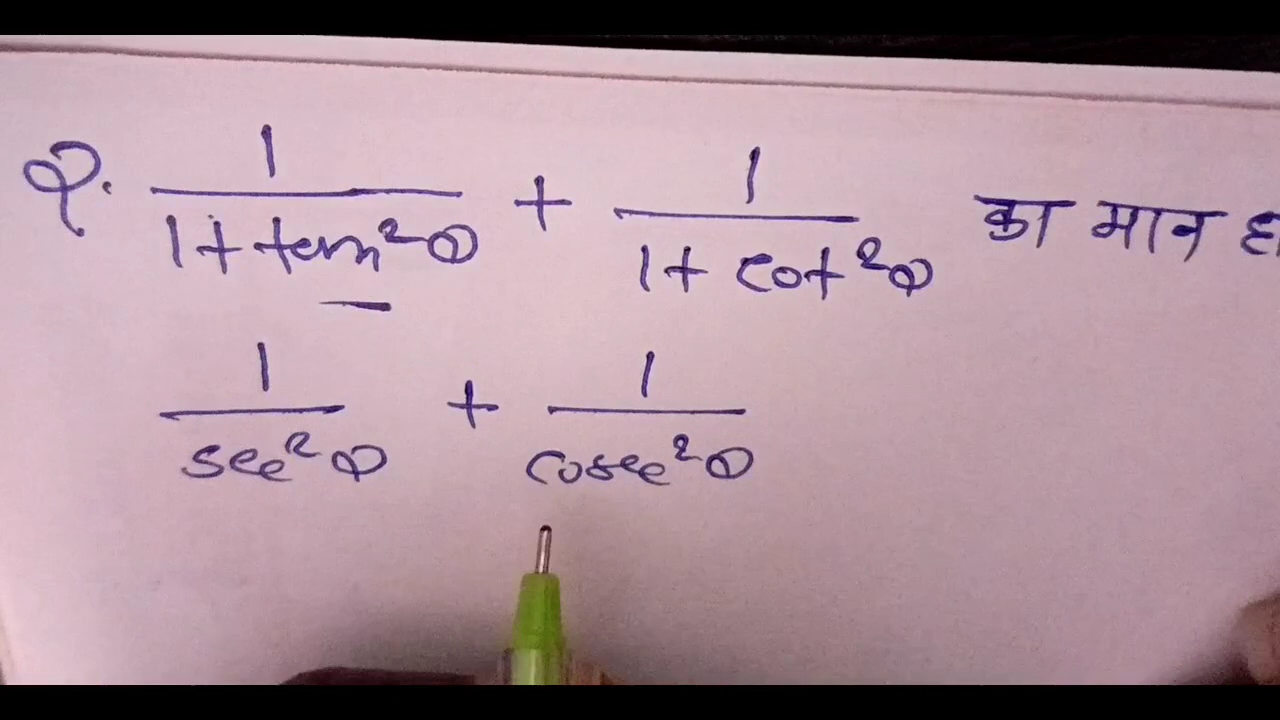 Q. 1/(1+tan²θ) + 1/(1+cot²θ) का मान
1/sec²θ + 1/cosec²θ